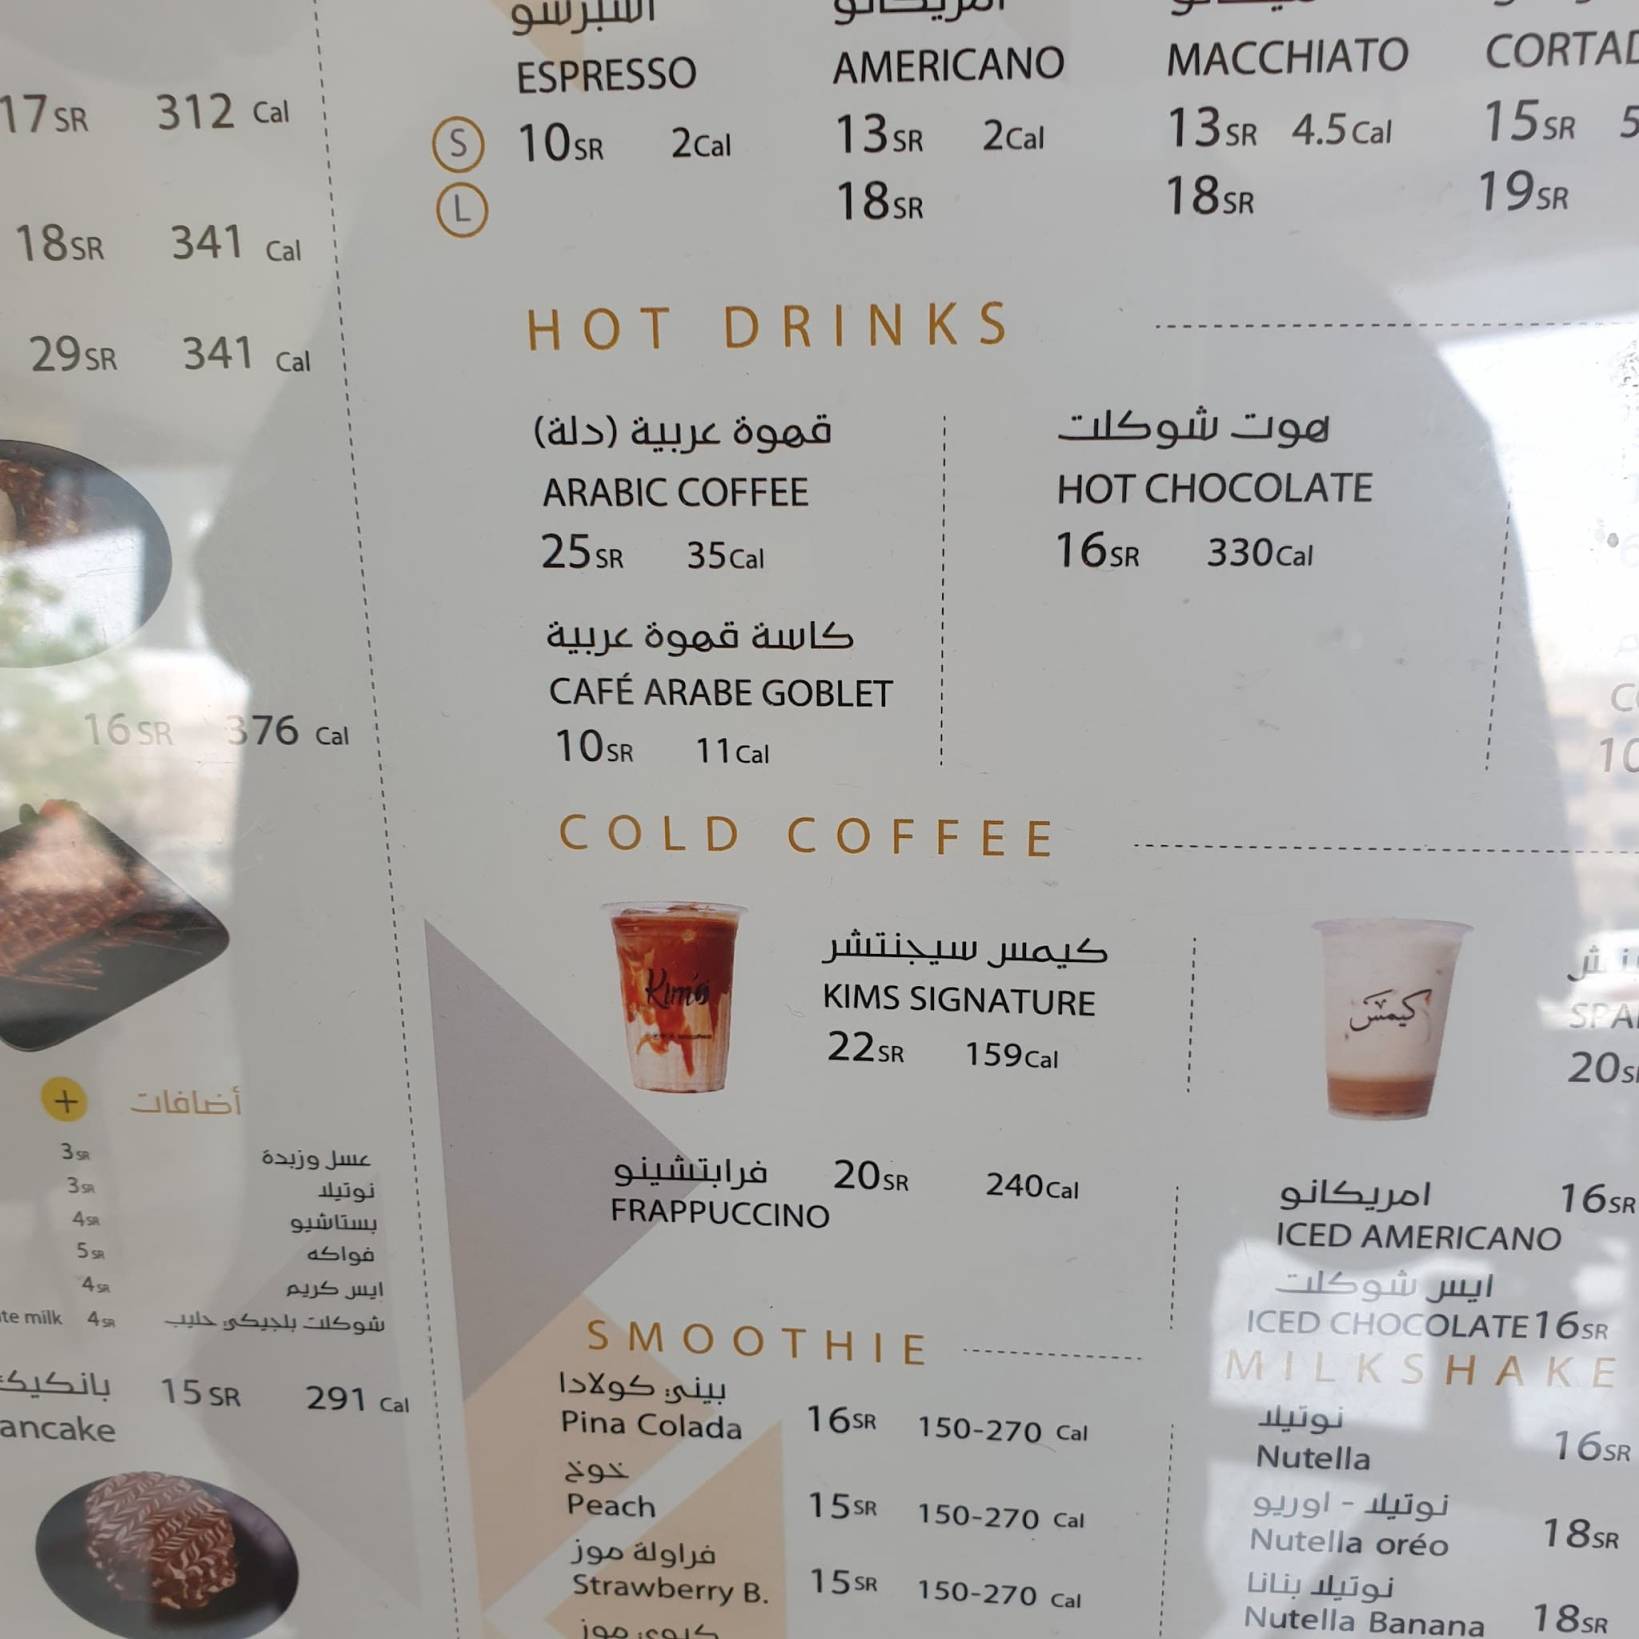 17SR 312 Cal
18SR 341 Cal
29SR 341 Cal
16SR 376 Cal
أضافات
+
عسل وزبدة 3SR
نوتيلا 3SR
بستاشيو 4SR
فواكه 5SR
ايس كريم 4SR
شوكلت بلجيكي حليب milk 4SR
15SR 291 Cal
اسبرسو
ESPRESSO
S 10SR 2Cal
L
امريكانو
AMERICANO
13SR 2Cal
18SR
MACCHIATO
13SR 4.5Cal
18SR
15SR
19SR
HOT DRINKS
قهوة عربية (دلة)
ARABIC COFFEE
25SR 35Cal
كاسة قهوة عربية
CAFÉ ARABE GOBLET
10SR 11Cal
هوت شوكلت
HOT CHOCOLATE
16SR 330Cal
COLD COFFEE
Kim's
كيمس سيجنتشر
KIMS SIGNATURE
22SR 159Cal
كيمس
فرابتشينو 20SR 240Cal
FRAPPUCCINO
20SR
امريكانو 16SR
ICED AMERICANO
ايس شوكلت
ICED CHOCOLATE 16SR
SMOOTHIE
بيني كولادا
Pina Colada 16SR 150-270 Cal
خوخ
Peach 15SR 150-270 Cal
فراولة موز
Strawberry B. 15SR 150-270 Cal
كيوي موز
MILKSHAKE
نوتيلا
Nutella 16SR
نوتيلا - اوريو
Nutella oréo 18SR
نوتيلا بنانا
Nutella Banana 18SR